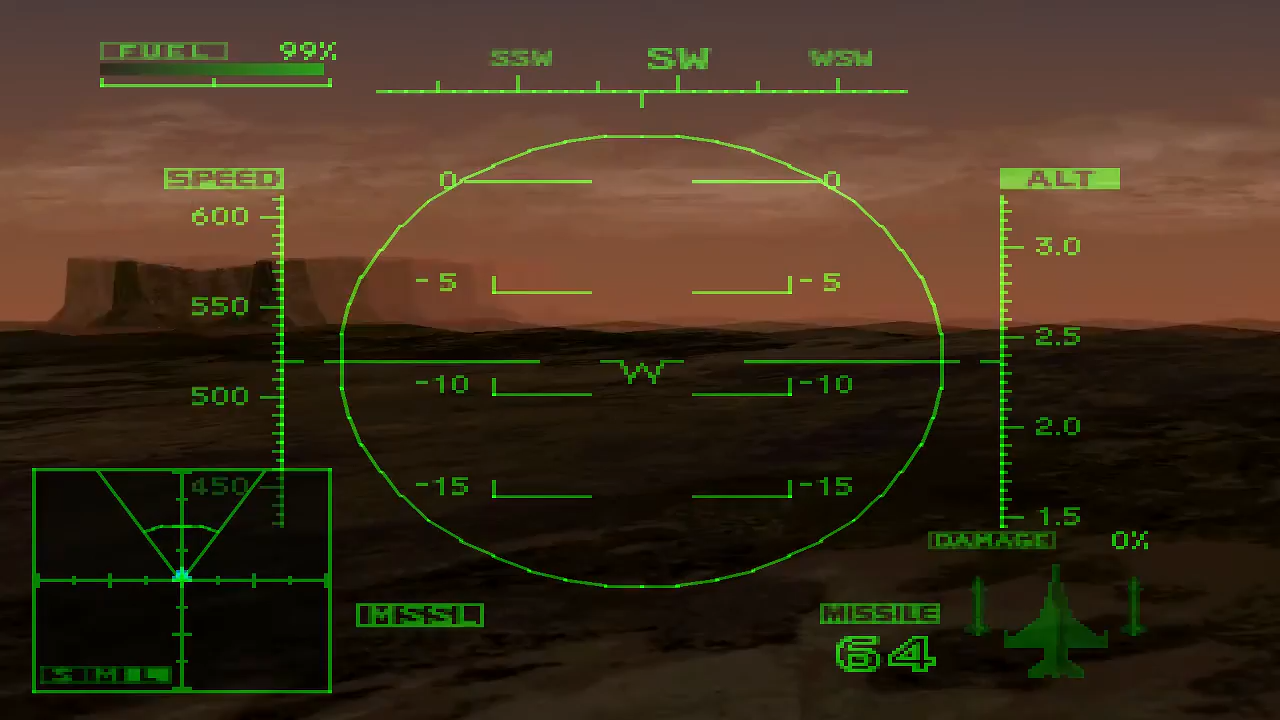 FUEL 99%
SSW SW WSW
SPEED
ALT
0 0
600
3.0
-5 -5
550
2.5
-10 -10
500
2.0
450
-15 -15
1.5
DAMAGE 0%
MSSL
MISSILE
64